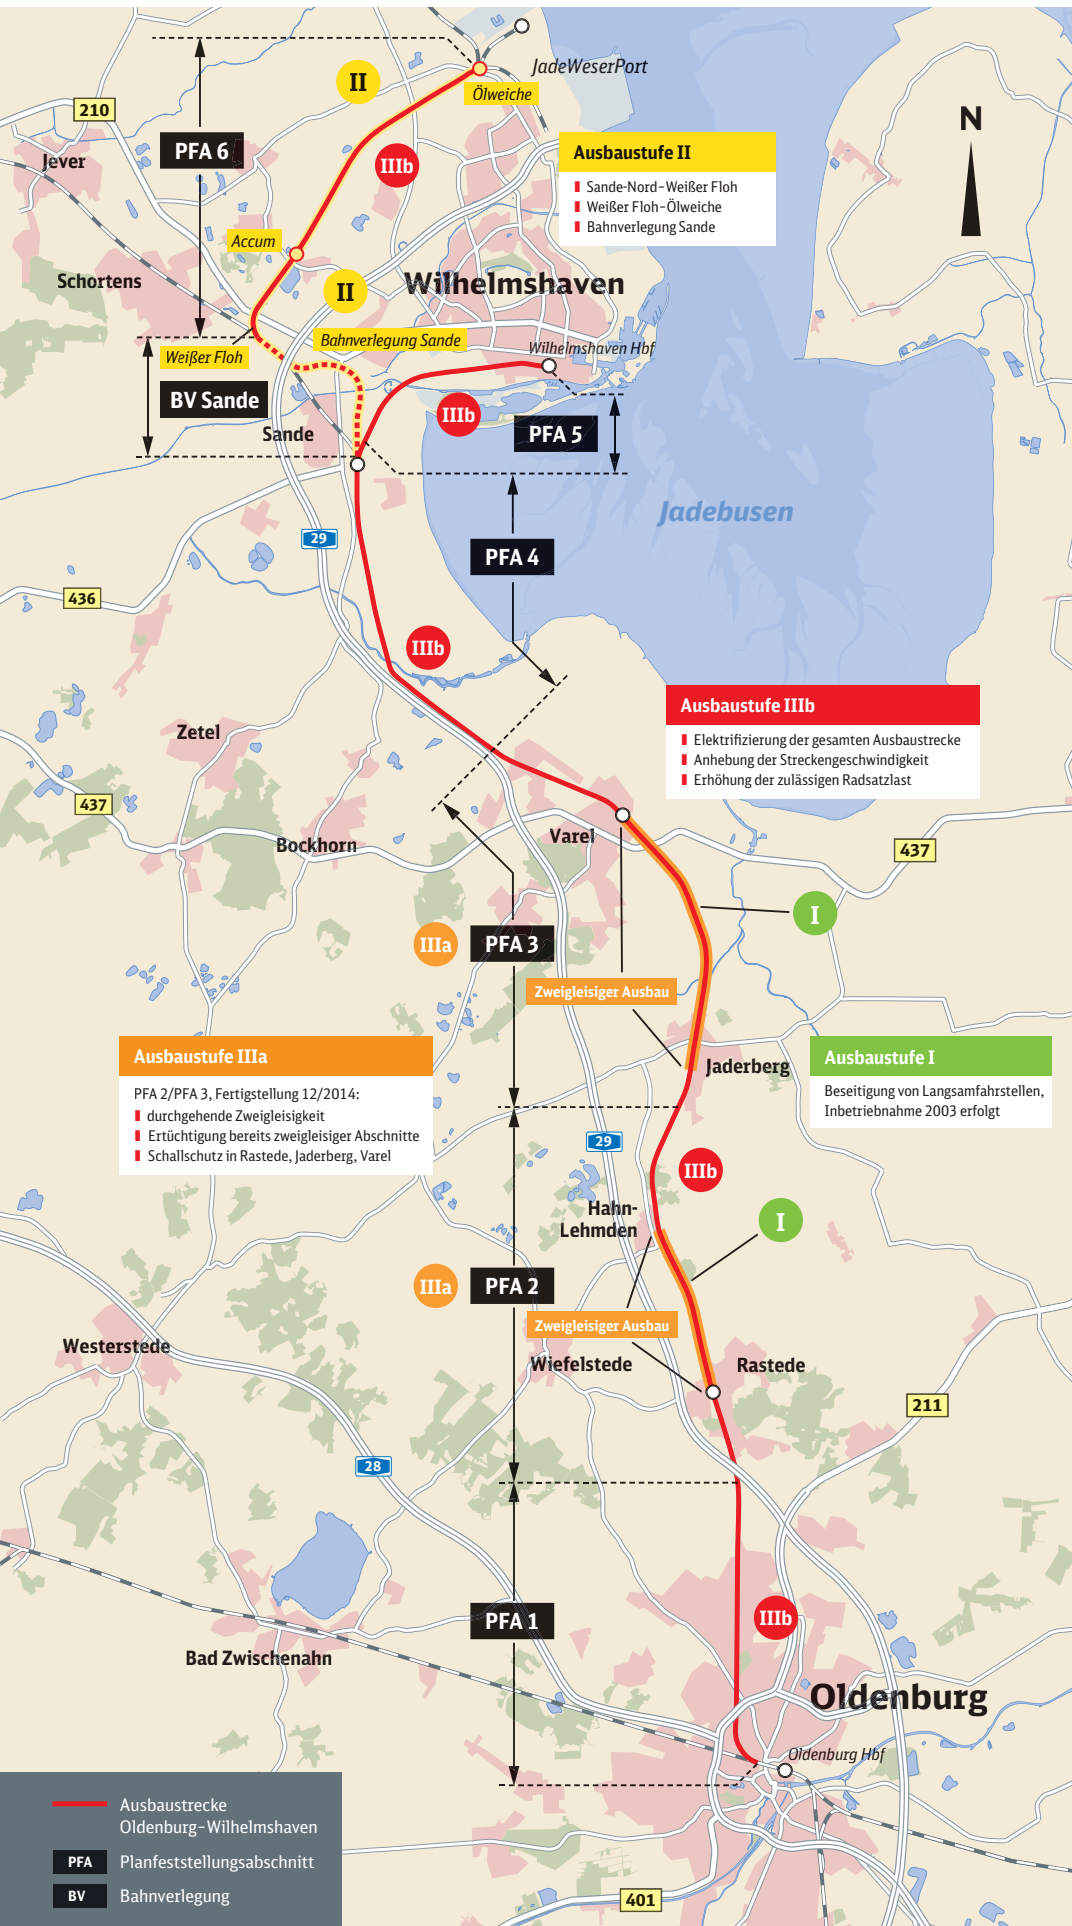 JadeWeserPort
II
Ölweiche
210
PFA 6
Jever
IIIb
N
Ausbaustufe II
Sande-Nord–Weißer Floh
Weißer Floh–Ölweiche
Bahnverlegung Sande
Accum
Schortens
II
Wilhelmshaven
Bahnverlegung Sande
Wilhelmshaven Hbf
Weißer Floh
BV Sande
IIIb
PFA 5
Sande
Jadebusen
29
PFA 4
436
IIIb
Ausbaustufe IIIb
Elektrifizierung der gesamten Ausbaustrecke
Anhebung der Streckengeschwindigkeit
Erhöhung der zulässigen Radsatzlast
Zetel
437
Bockhorn
Varel
437
I
IIIa
PFA 3
Zweigleisiger Ausbau
Ausbaustufe IIIa
PFA 2/PFA 3, Fertigstellung 12/2014:
durchgehende Zweigleisigkeit
Ertüchtigung bereits zweigleisiger Abschnitte
Schallschutz in Rastede, Jaderberg, Varel
Jaderberg
Ausbaustufe I
Beseitigung von Langsamfahrstellen,
Inbetriebnahme 2003 erfolgt
29
IIIb
Hahn-
Lehmden
I
IIIa
PFA 2
Zweigleisiger Ausbau
Westerstede
Wiefelstede
Rastede
211
28
PFA 1
IIIb
Bad Zwischenahn
Oldenburg
Oldenburg Hbf
Ausbaustrecke
Oldenburg–Wilhelmshaven
PFA Planfeststellungsabschnitt
BV Bahnverlegung
401